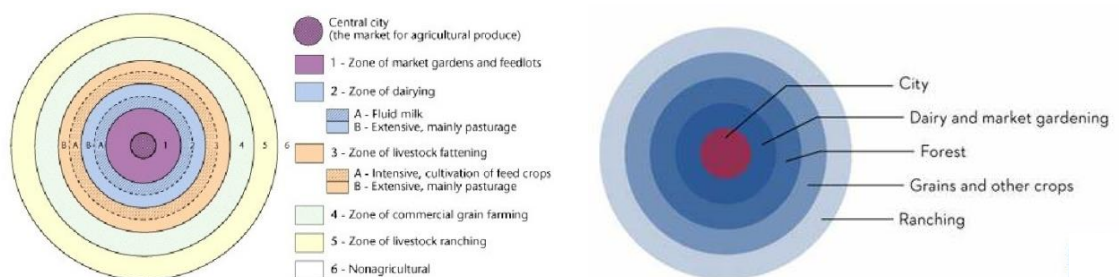 Central city
(the market for agricultural produce)
1 - Zone of market gardens and feedlots
2 - Zone of dairying
A - Fluid milk
B - Extensive, mainly pasturage
3 - Zone of livestock fattening
A - Intensive, cultivation of feed crops
B - Extensive, mainly pasturage
4 - Zone of commercial grain farming
5 - Zone of livestock ranching
6 - Nonagricultural
B A B A 1 2 3 4 5 6
City
Dairy and market gardening
Forest
Grains and other crops
Ranching